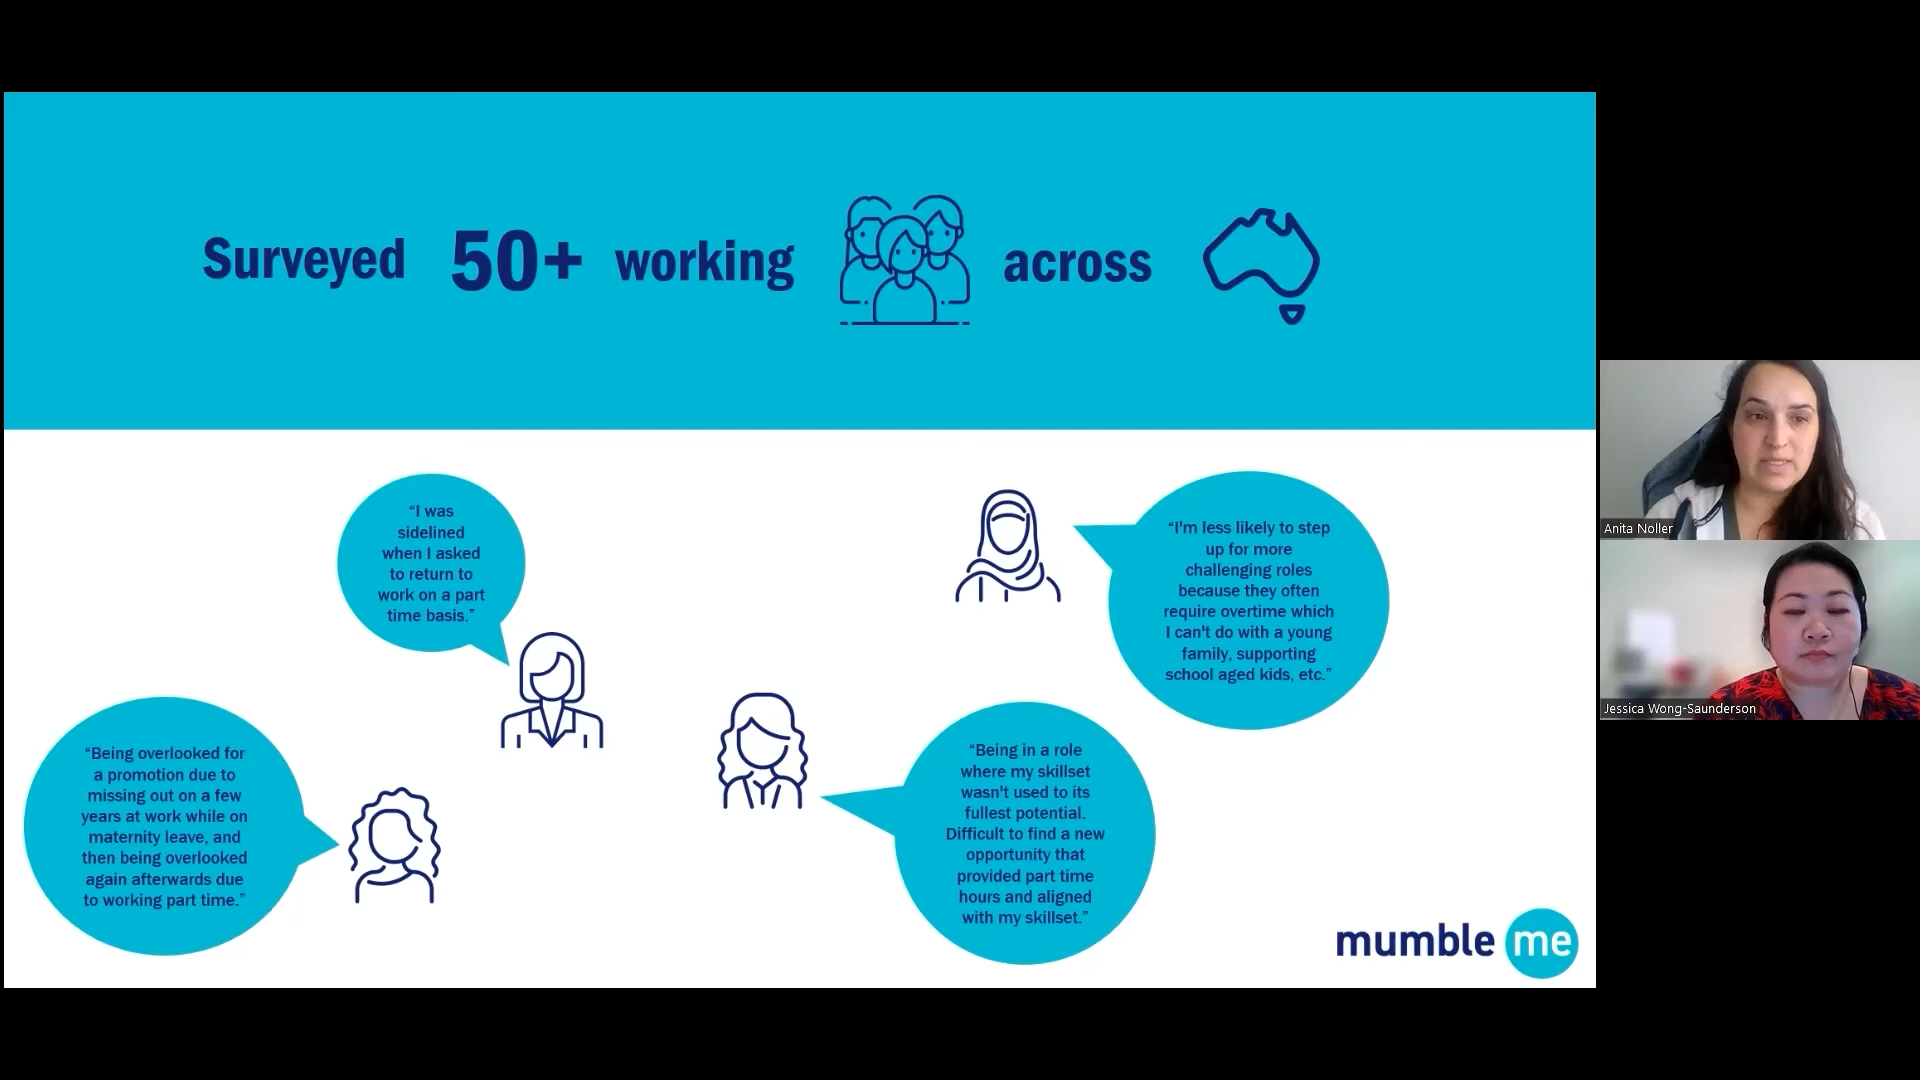 Surveyed 50+ working across
“I was
sidelined
when I asked
to return to
work on a part
time basis.”
“I'm less likely to step
up for more
challenging roles
because they often
require overtime which
I can't do with a young
family, supporting
school aged kids, etc.”
“Being overlooked for
a promotion due to
missing out on a few
years at work while on
maternity leave, and
then being overlooked
again afterwards due
to working part time.”
“Being in a role
where my skillset
wasn't used to its
fullest potential.
Difficult to find a new
opportunity that
provided part time
hours and aligned
with my skillset.”
mumble me
Anita Noller
Jessica Wong-Saunderson